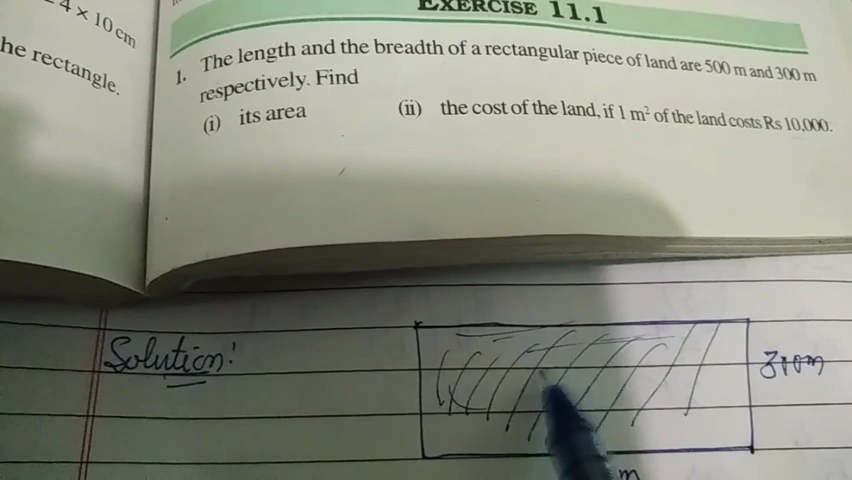 4 × 10 cm
he rectangle.
EXERCISE 11.1
1. The length and the breadth of a rectangular piece of land are 500 m and 300 m
respectively. Find
(i) its area (ii) the cost of the land, if 1 m² of the land costs Rs 10,000.
Solution:
300m
m